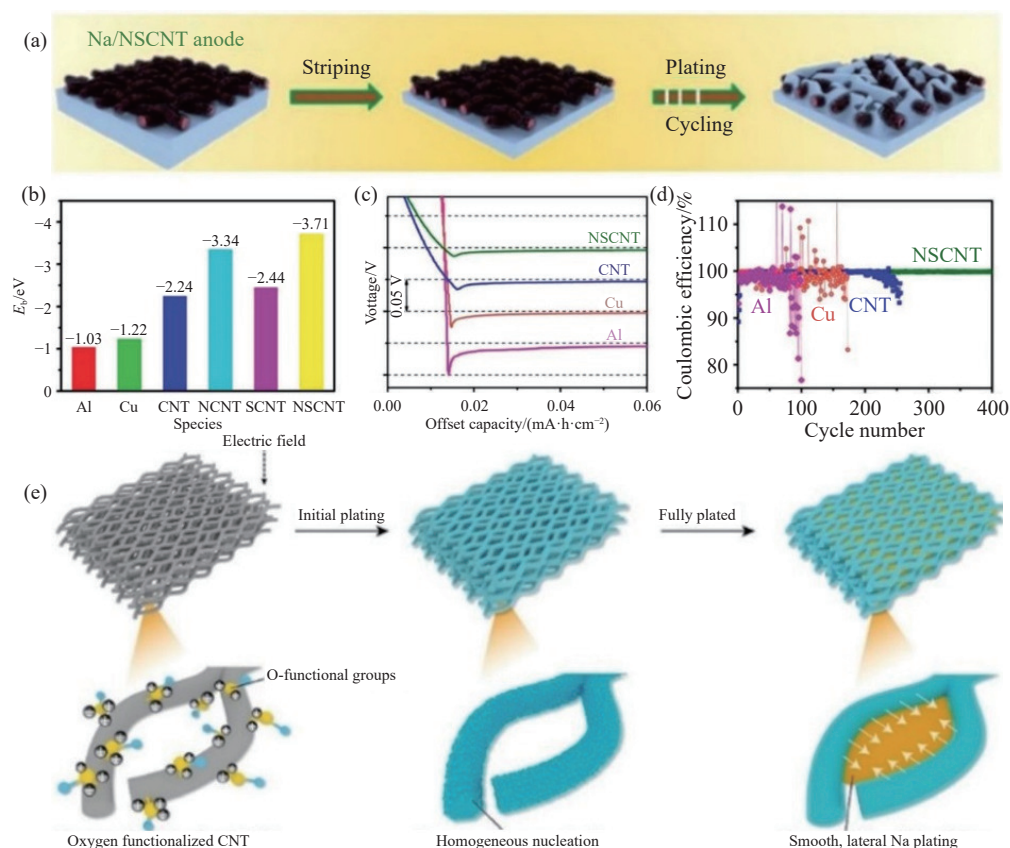 (a)
Na/NSCNT anode
Striping
Plating
Cycling
(b)
−4
−3
−2
−1
0
E_b/eV
−1.03
−1.22
−2.24
−3.34
−2.44
−3.71
Al Cu CNT NCNT SCNT NSCNT
Species
(c)
Vottage/V
0.05 V
NSCNT
CNT
Cu
Al
0.00 0.02 0.04 0.06
Offset capacity/(mA·h·cm⁻²)
(d)
Coulombic efficiency/%
110
100
90
80
NSCNT
Al Cu CNT
0 100 200 300 400
Cycle number
Electric field
(e)
Initial plating
Fully plated
O-functional groups
Oxygen functionalized CNT
Homogeneous nucleation
Smooth, lateral Na plating